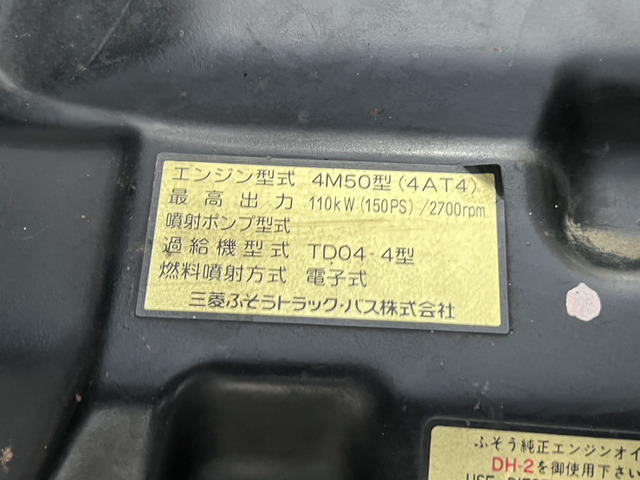 エンジン型式 4M50型(4AT4)
最高出力 110kW(150PS)/2700rpm
噴射ポンプ型式
過給機型式 TD04-4型
燃料噴射方式 電子式
三菱ふそうトラック・バス株式会社
ふそう純正エンジンオイ
DH-2を御使用下さい